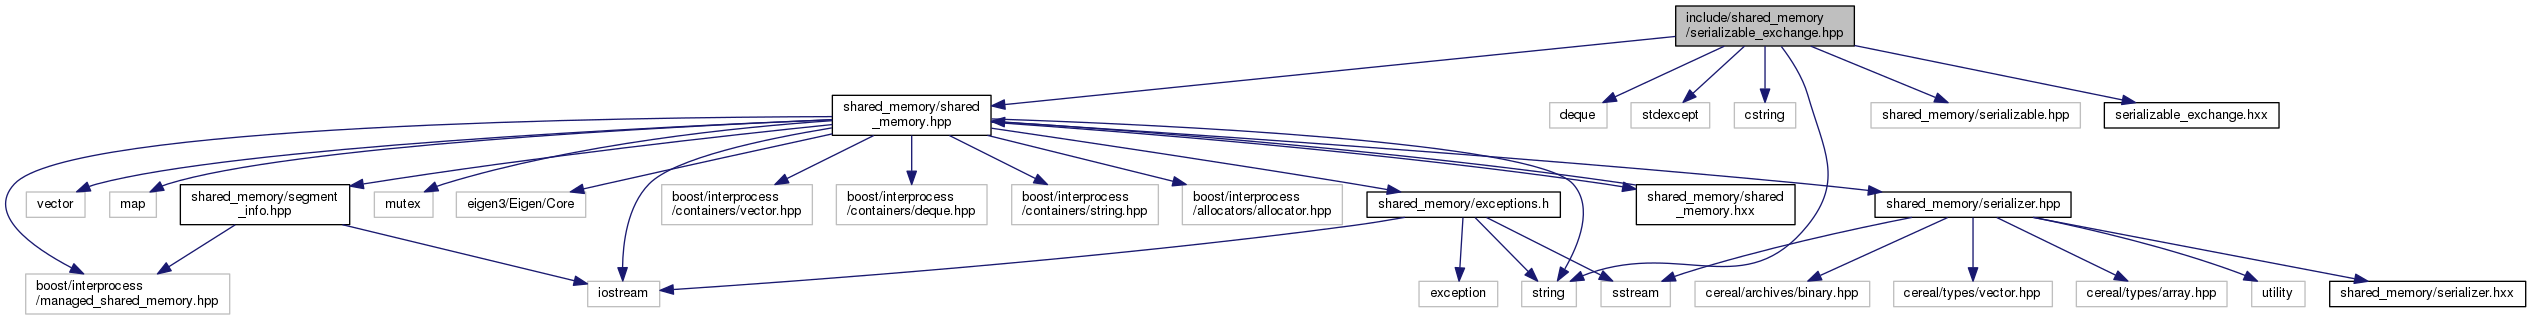 include/shared_memory
/serializable_exchange.hpp
shared_memory/shared
_memory.hpp
deque
stdexcept
cstring
shared_memory/serializable.hpp
serializable_exchange.hxx
vector
map
shared_memory/segment
_info.hpp
mutex
eigen3/Eigen/Core
boost/interprocess
/containers/vector.hpp
boost/interprocess
/containers/deque.hpp
boost/interprocess
/containers/string.hpp
boost/interprocess
/allocators/allocator.hpp
shared_memory/exceptions.h
shared_memory/shared
_memory.hxx
shared_memory/serializer.hpp
boost/interprocess
/managed_shared_memory.hpp
iostream
exception
string
sstream
cereal/archives/binary.hpp
cereal/types/vector.hpp
cereal/types/array.hpp
utility
shared_memory/serializer.hxx